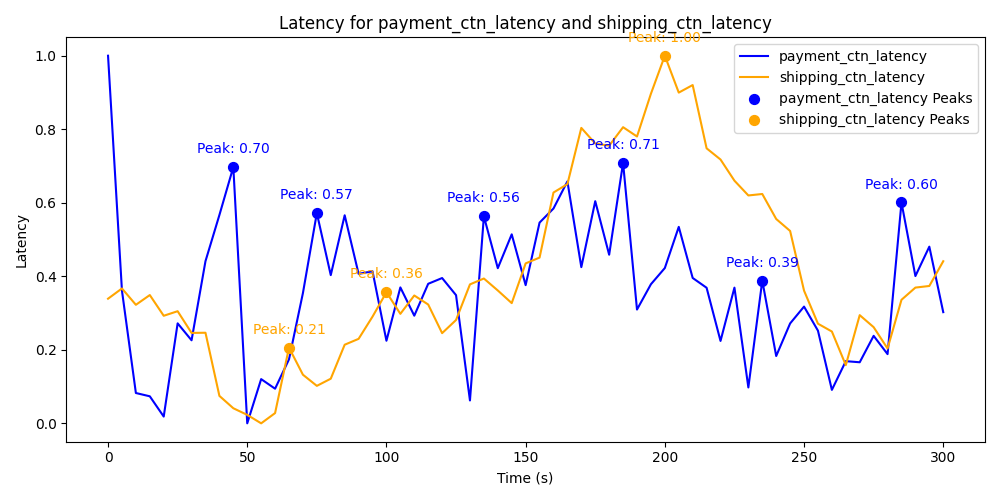 Latency for payment_ctn_latency and shipping_ctn_latency
Peak: 1.00
payment_ctn_latency
shipping_ctn_latency
payment_ctn_latency Peaks
shipping_ctn_latency Peaks
Peak: 0.70
Peak: 0.57
Peak: 0.56
Peak: 0.71
Peak: 0.60
Peak: 0.36
Peak: 0.39
Peak: 0.21
Latency
1.0
0.8
0.6
0.4
0.2
0.0
0 50 100 150 200 250 300
Time (s)